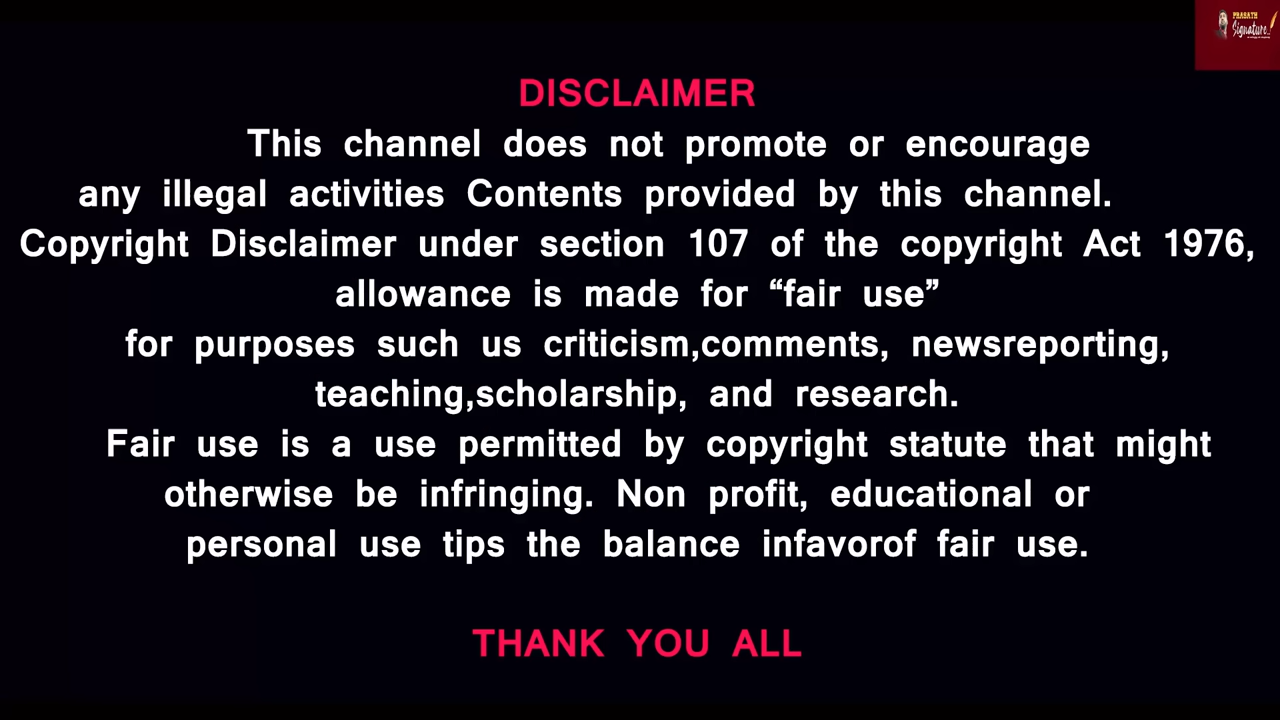 PRASATH
Signature..!
DISCLAIMER
This channel does not promote or encourage
any illegal activities Contents provided by this channel.
Copyright Disclaimer under section 107 of the copyright Act 1976,
allowance is made for “fair use”
for purposes such us criticism,comments, newsreporting,
teaching,scholarship, and research.
Fair use is a use permitted by copyright statute that might
otherwise be infringing. Non profit, educational or
personal use tips the balance infavorof fair use.
THANK YOU ALL